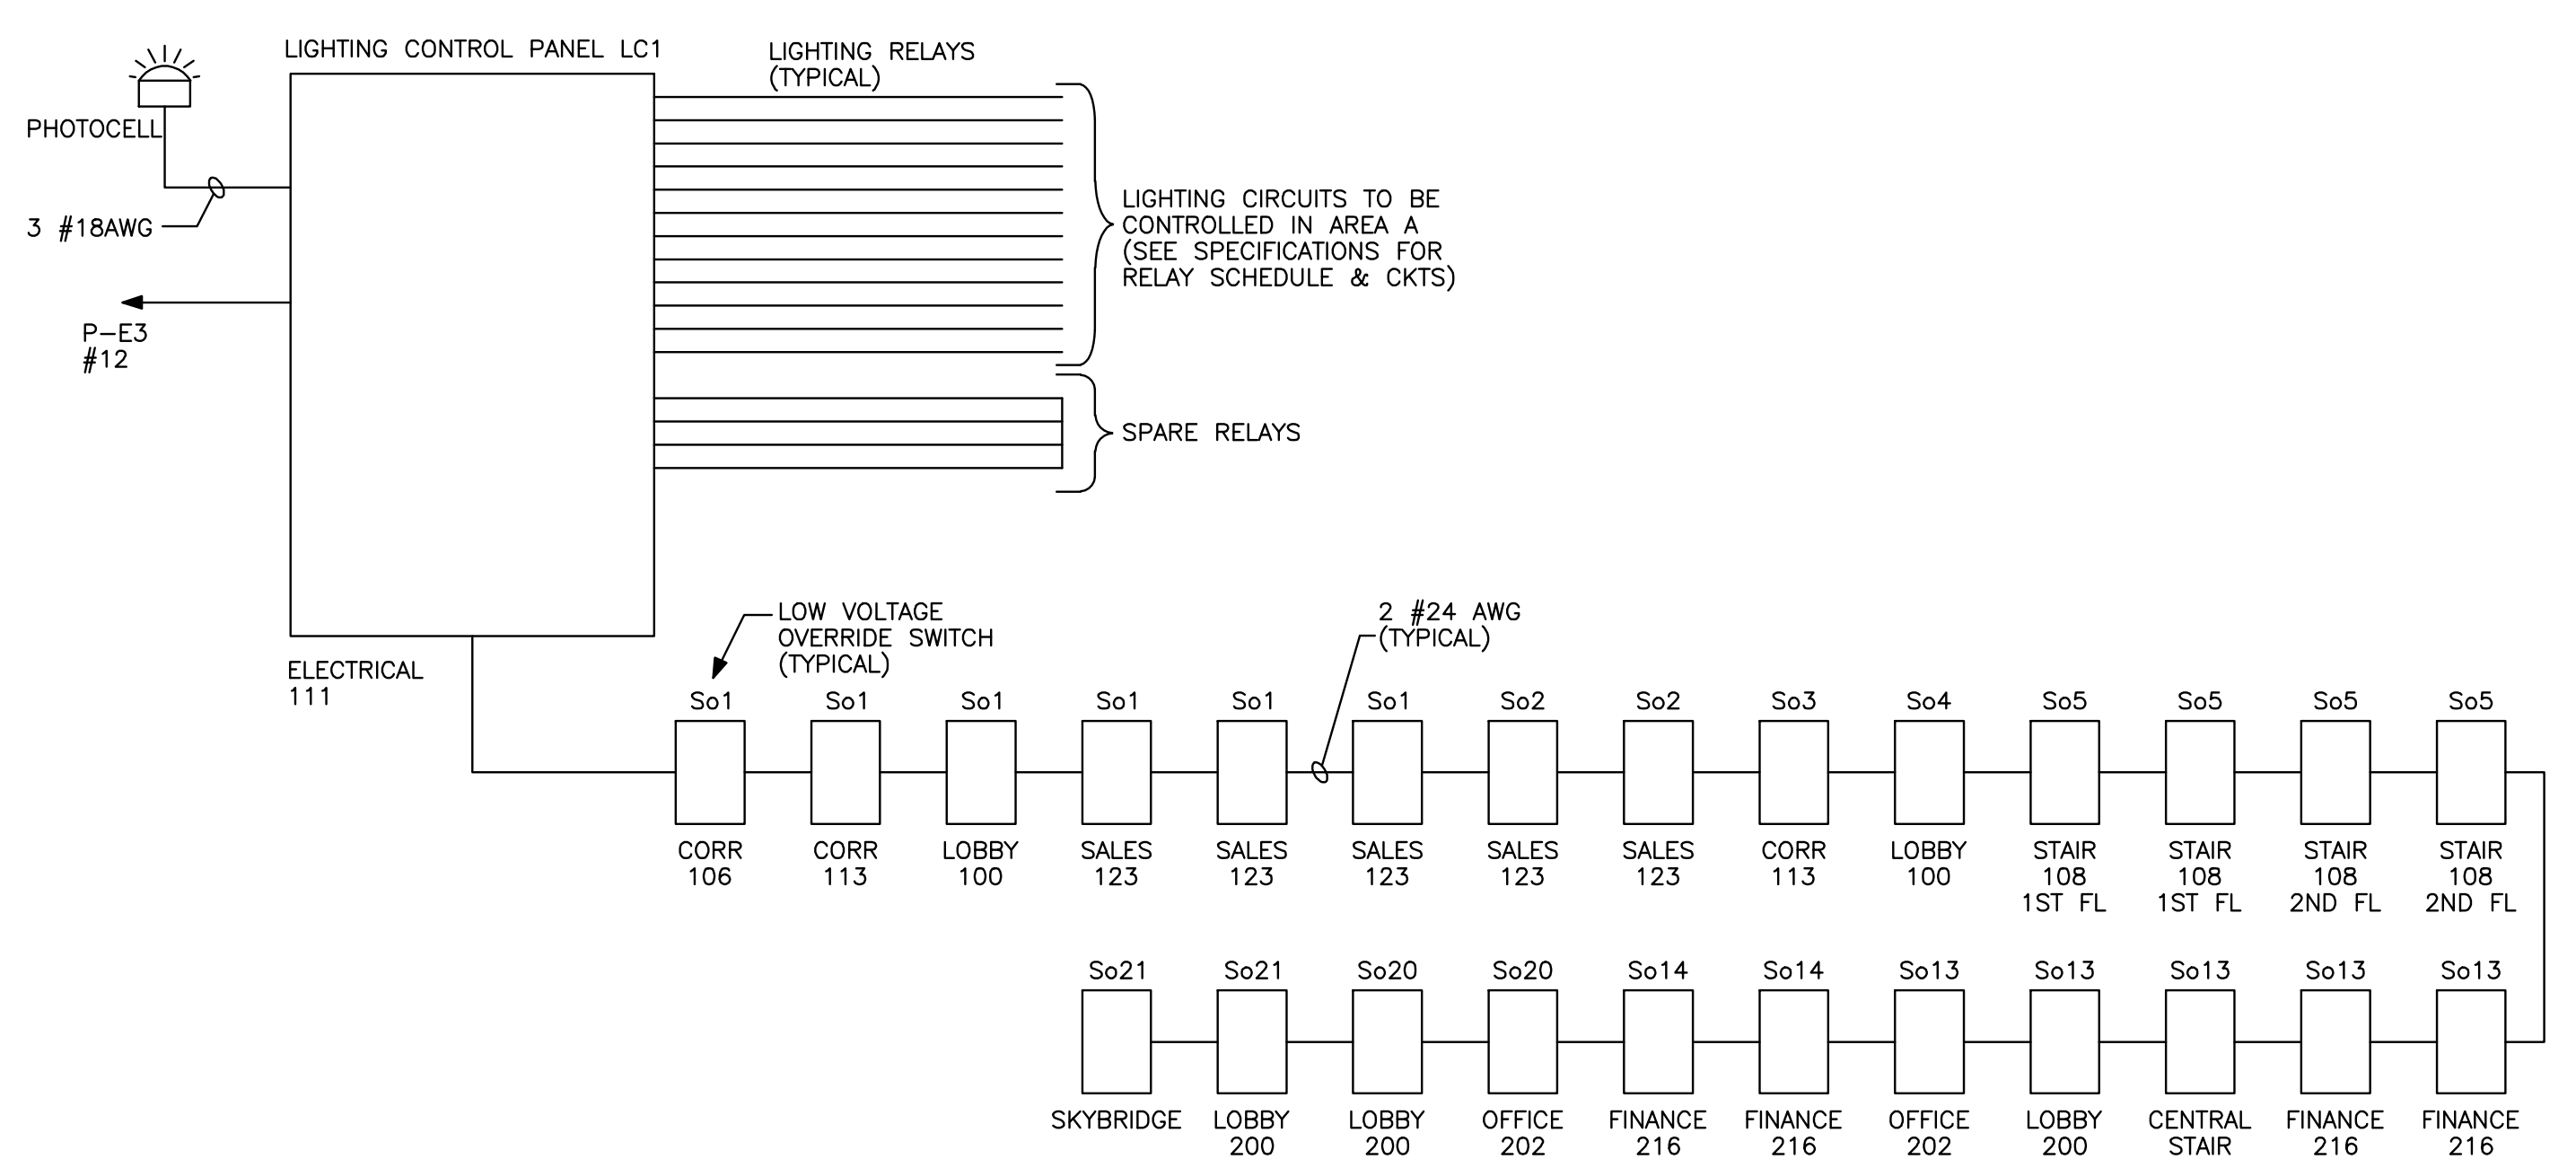 LIGHTING CONTROL PANEL LC1
LIGHTING RELAYS
(TYPICAL)
PHOTOCELL
3 #18AWG
P-E3
#12
LIGHTING CIRCUITS TO BE
CONTROLLED IN AREA A
(SEE SPECIFICATIONS FOR
RELAY SCHEDULE & CKTS)
SPARE RELAYS
ELECTRICAL
111
LOW VOLTAGE
OVERRIDE SWITCH
(TYPICAL)
2 #24 AWG
(TYPICAL)
So1 So1 So1 So1 So1 So1 So2 So2 So3 So4 So5 So5 So5 So5
CORR CORR LOBBY SALES SALES SALES SALES SALES CORR LOBBY STAIR STAIR STAIR STAIR
106 113 100 123 123 123 123 123 113 100 108 108 108 108
1ST FL 1ST FL 2ND FL 2ND FL
So21 So21 So20 So20 So14 So14 So13 So13 So13 So13 So13
SKYBRIDGE LOBBY LOBBY OFFICE FINANCE FINANCE OFFICE LOBBY CENTRAL FINANCE FINANCE
200 200 202 216 216 202 200 STAIR 216 216